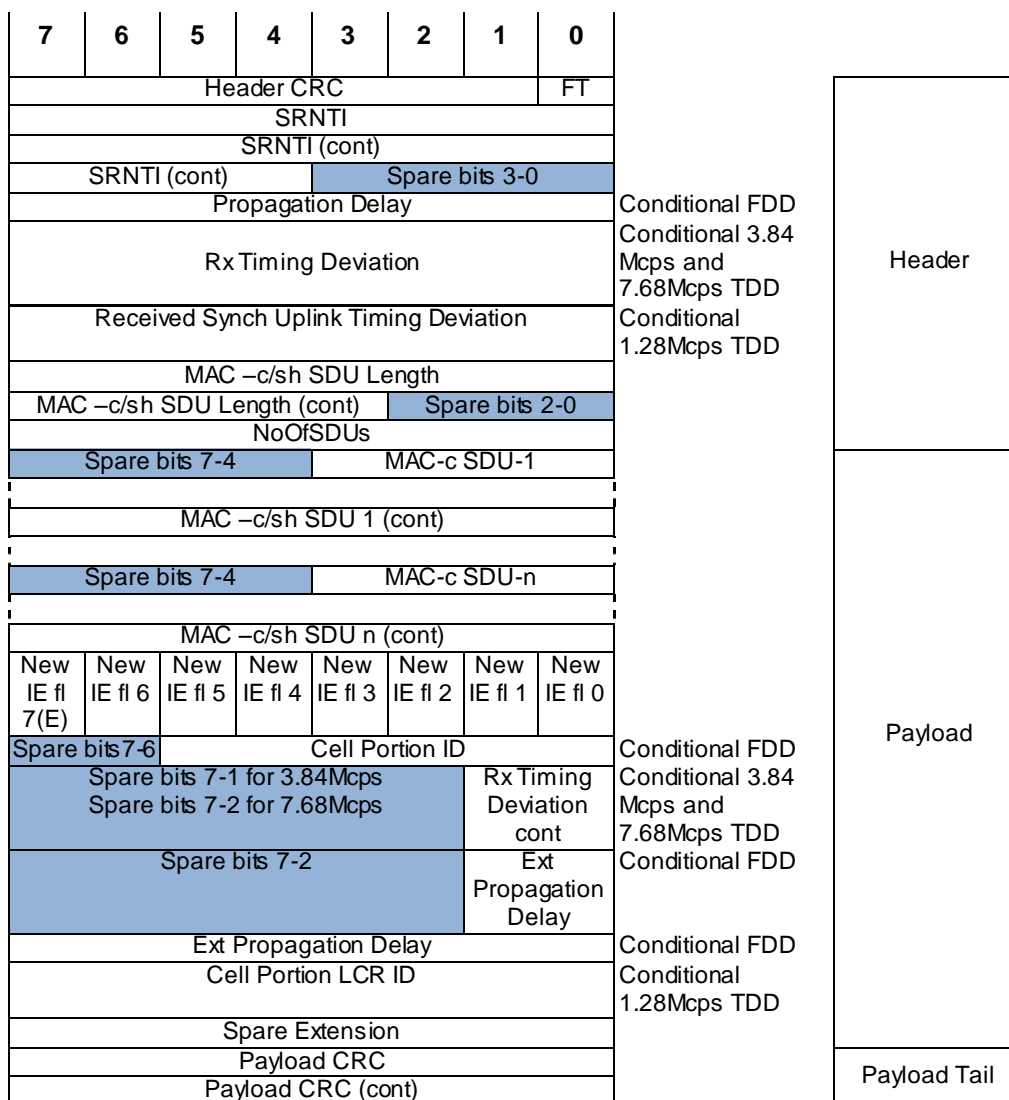 7 6 5 4 3 2 1 0
Header CRC FT
SRNTI
SRNTI (cont)
SRNTI (cont) Spare bits 3-0
Propagation Delay Conditional FDD
Rx Timing Deviation Conditional 3.84
Mcps and
7.68Mcps TDD
Header
Received Synch Uplink Timing Deviation Conditional
1.28Mcps TDD
MAC –c/sh SDU Length
MAC –c/sh SDU Length (cont) Spare bits 2-0
NoOfSDUs
Spare bits 7-4 MAC-c SDU-1
MAC –c/sh SDU 1 (cont)
Spare bits 7-4 MAC-c SDU-n
MAC –c/sh SDU n (cont)
New New New New New New New New
IE fl IE fl 6 IE fl 5 IE fl 4 IE fl 3 IE fl 2 IE fl 1 IE fl 0
7(E)
Payload
Spare bits7-6 Cell Portion ID Conditional FDD
Spare bits 7-1 for 3.84Mcps Rx Timing Conditional 3.84
Spare bits 7-2 for 7.68Mcps Deviation Mcps and
cont 7.68Mcps TDD
Spare bits 7-2 Ext Conditional FDD
Propagation
Delay
Ext Propagation Delay Conditional FDD
Cell Portion LCR ID Conditional
1.28Mcps TDD
Spare Extension
Payload CRC
Payload CRC (cont)
Payload Tail